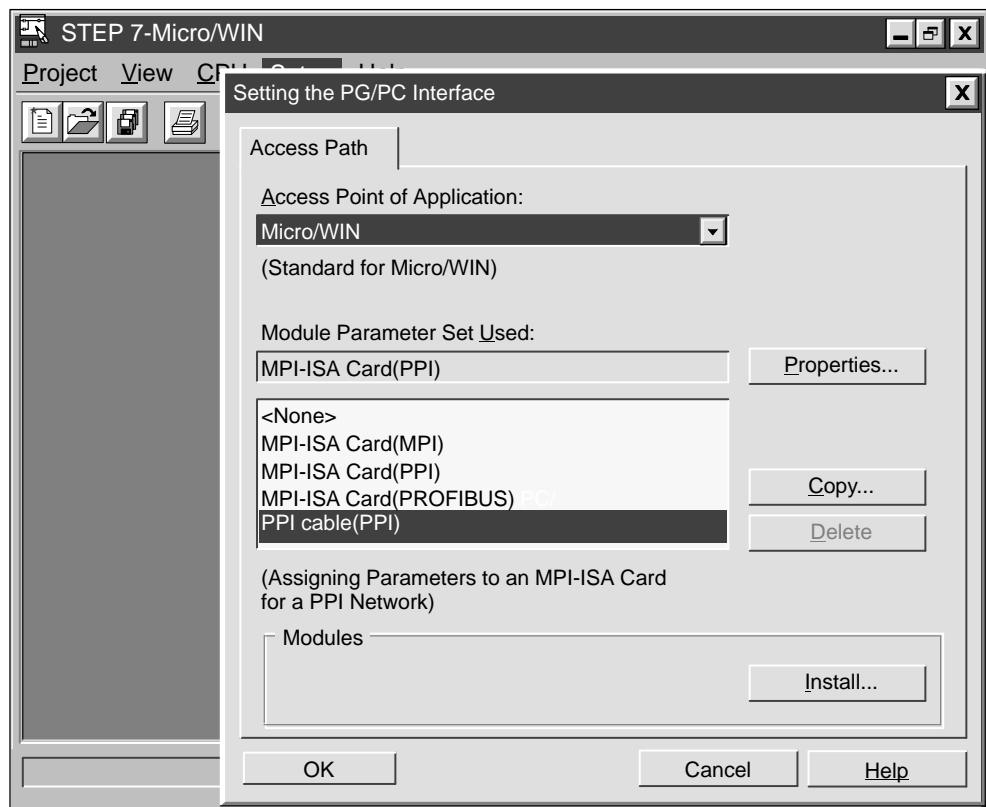 STEP 7-Micro/WIN
Project View
Setting the PG/PC Interface
Access Path
Access Point of Application:
Micro/WIN
(Standard for Micro/WIN)
Module Parameter Set Used:
MPI-ISA Card(PPI)
Properties...
<None>
MPI-ISA Card(MPI)
MPI-ISA Card(PPI)
MPI-ISA Card(PROFIBUS) PC/
PPI cable(PPI)
Copy...
Delete
(Assigning Parameters to an MPI-ISA Card
for a PPI Network)
Modules
Install...
OK Cancel Help